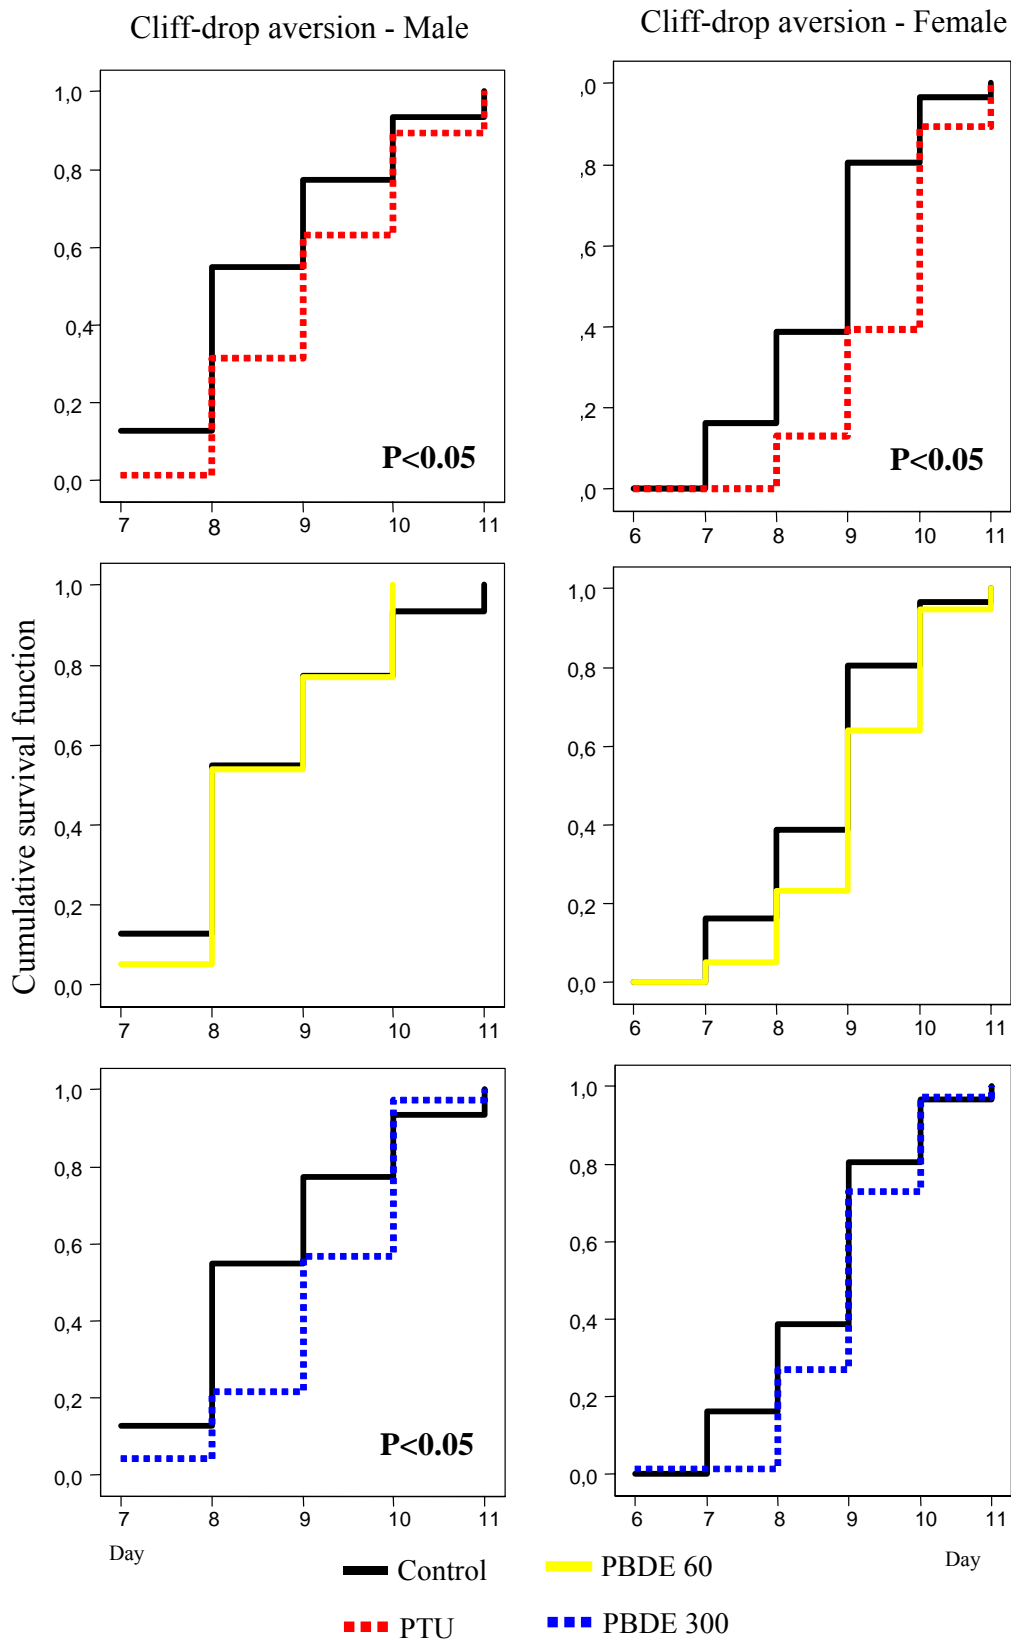 Cliff-drop aversion - Male
Cliff-drop aversion - Female
1,0
0,8
0,6
0,4
0,2
0,0
P<0.05
7 8 9 10 11
,0
,8
,6
,4
,2
,0
P<0.05
6 7 8 9 10 11
Cumulative survival function
1,0
0,8
0,6
0,4
0,2
0,0
7 8 9 10 11
1,0
0,8
0,6
0,4
0,2
0,0
6 7 8 9 10 11
1,0
0,8
0,6
0,4
0,2
0,0
P<0.05
7 8 9 10 11
Day
1,0
0,8
0,6
0,4
0,2
0,0
6 7 8 9 10 11
Day
Control
PBDE 60
PTU
PBDE 300